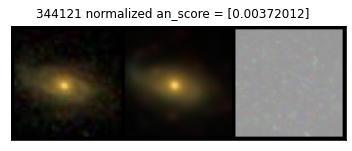 344121 normalized an_score = [0.00372012]